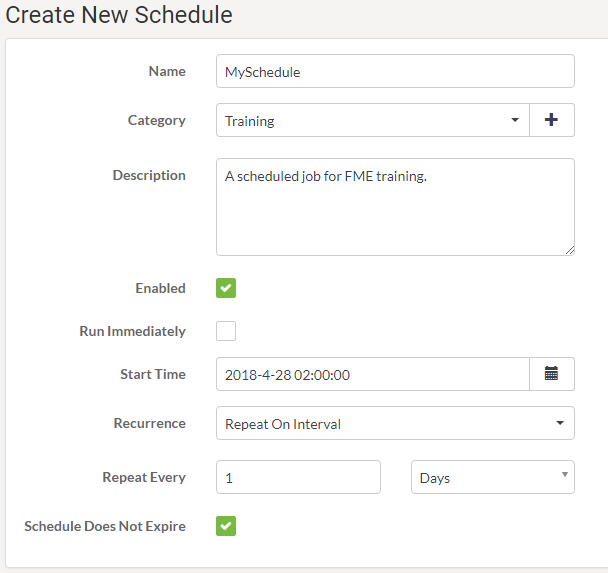 Create New Schedule
Name MySchedule
Category Training
Description A scheduled job for FME training.
Enabled
Run Immediately
Start Time 2018-4-28 02:00:00
Recurrence Repeat On Interval
Repeat Every 1 Days
Schedule Does Not Expire